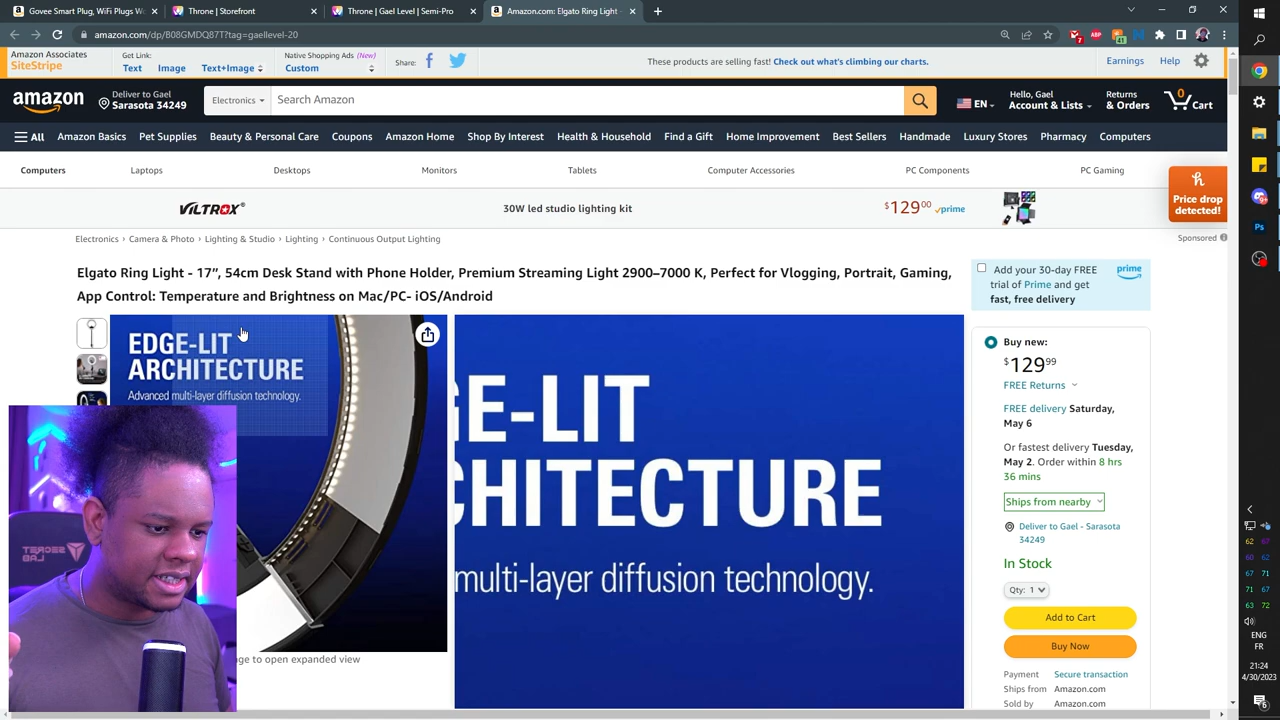 Amazon.com: Elgato Ring Light -
Google Smart Plug, WiFi Plugs W
Phone Ring Ads
Gael Level | Semi-Pro
amazon.com/dp/808GMDQ87T?tag=gaellevel-20
Amazon Associates
SiteStripe
Get Link:
Text
Image
Text+Image
Native Shopping Ads (New)
Custom
Share:
These products are selling fast! Check out what's climbing our charts.
Earnings
Help
amazon
Deliver to Gael
Sarasota 34249
Electronics
Search Amazon
EN
Hello, Gael
Account & Lists
Returns
& Orders
0
Cart
All
Amazon Basics
Pet Supplies
Beauty & Personal Care
Coupons
Amazon Home
Shop By Interest
Health & Household
Find a Gift
Home Improvement
Best Sellers
Handmade
Luxury Stores
Pharmacy
Computers
Computers
Laptops
Desktops
Monitors
Tablets
Computer Accessories
PC Components
PC Gaming
VILTROX
30W led studio lighting kit
$129.00 prime
Price drop
detected!
Electronics › Camera & Photo › Lighting & Studio › Lighting › Continuous Output Lighting
Sponsored
Elgato Ring Light - 17”, 54cm Desk Stand with Phone Holder, Premium Streaming Light 2900–7000 K, Perfect for Vlogging, Portrait, Gaming,
App Control: Temperature and Brightness on Mac/PC- iOS/Android
EDGE-LIT
ARCHITECTURE
Advanced multi-layer diffusion technology.
GE-LIT
CHITECTURE
multi-layer diffusion technology.
ge to open expanded view
Add your 30-day FREE
trial of Prime and get
fast, free delivery
prime
Buy new:
$129.99
FREE Returns
FREE delivery Saturday,
May 6
Or fastest delivery Tuesday,
May 2. Order within 8 hrs
36 mins
Ships from nearby
Deliver to Gael - Sarasota
34249
In Stock
Qty: 1
Add to Cart
Buy Now
Payment Secure transaction
Ships from Amazon.com
Sold by Amazon.com
ENG
FR
21:24
4/30/2023